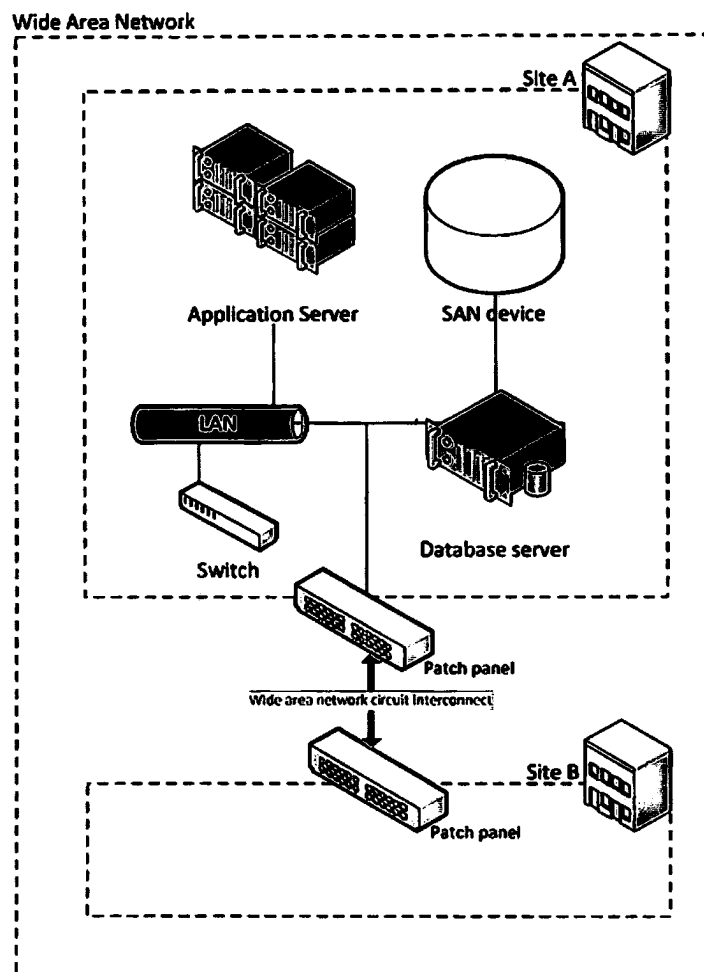 Wide Area Network
Site A
Application Server
SAN device
LAN
Switch
Database server
Patch panel
Wide area network circuit interconnect
Site B
Patch panel